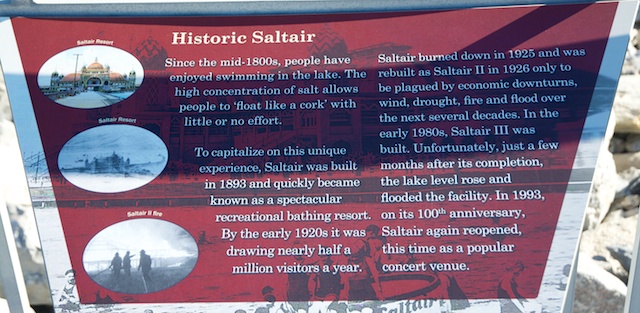 Historic Saltair
Saltair Resort
Saltair Resort
Saltair II fire
Since the mid-1800s, people have
enjoyed swimming in the lake. The
high concentration of salt allows
people to ‘float like a cork’ with
little or no effort.
To capitalize on this unique
experience, Saltair was built
in 1893 and quickly became
known as a spectacular
recreational bathing resort.
By the early 1920s it was
drawing nearly half a
million visitors a year.
Saltair burned down in 1925 and was
rebuilt as Saltair II in 1926 only to
be plagued by economic downturns,
wind, drought, fire and flood over
the next several decades. In the
early 1980s, Saltair III was
built. Unfortunately, just a few
months after its completion,
the lake level rose and
flooded the facility. In 1993,
on its 100th anniversary,
Saltair again reopened,
this time as a popular
concert venue.
Saltair